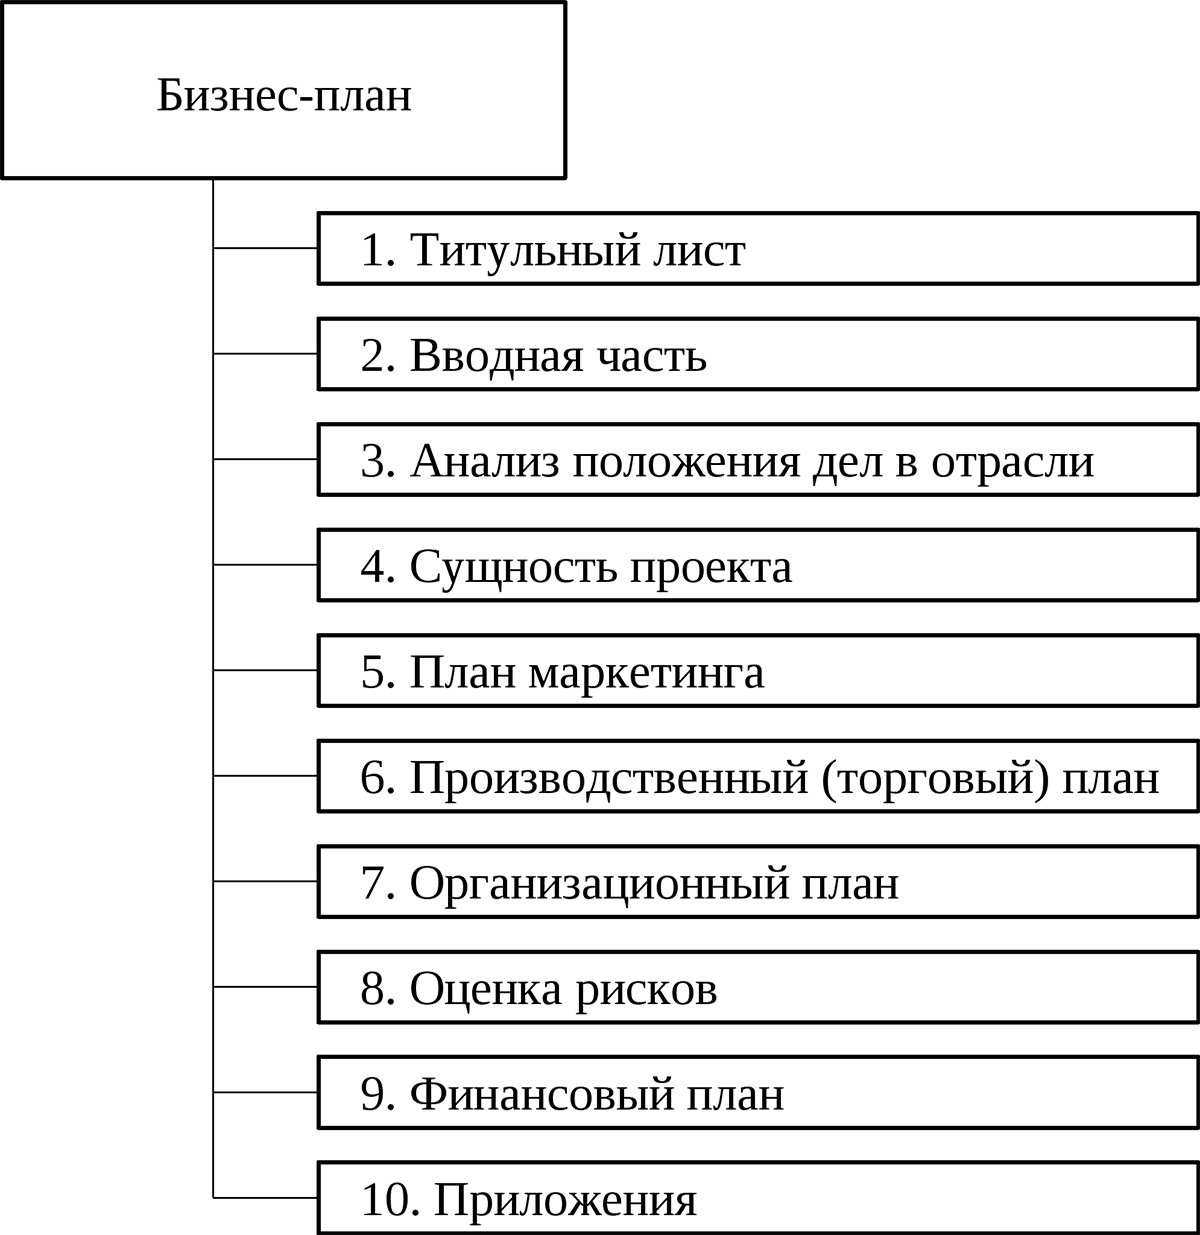 Бизнес-план
1. Титульный лист
2. Вводная часть
3. Анализ положения дел в отрасли
4. Сущность проекта
5. План маркетинга
6. Производственный (торговый) план
7. Организационный план
8. Оценка рисков
9. Финансовый план
10. Приложения